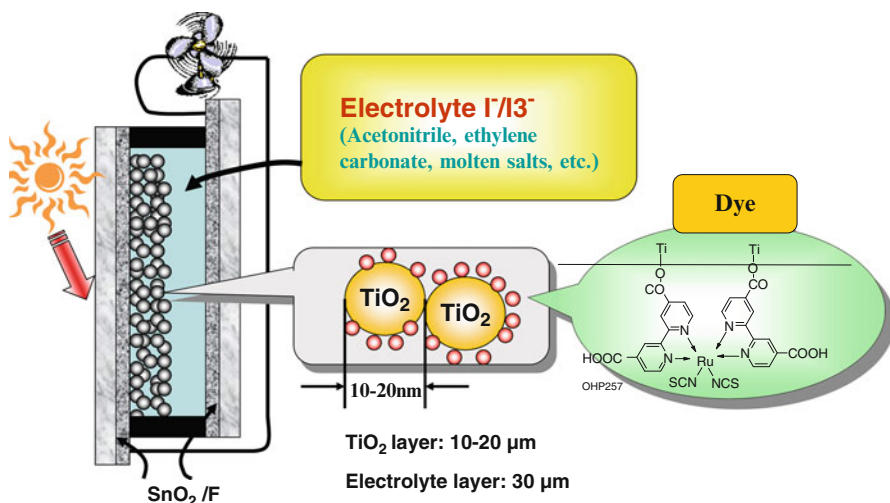 Electrolyte I⁻/I3⁻
(Acetonitrile, ethylene
carbonate, molten salts, etc.)
Dye
Ti
Ti
O
O
CO
CO
N
N
N
N
HOOC
COOH
Ru
SCN
NCS
OHP257
TiO₂
TiO₂
10-20nm
TiO₂ layer: 10-20 μm
Electrolyte layer: 30 μm
SnO₂ /F